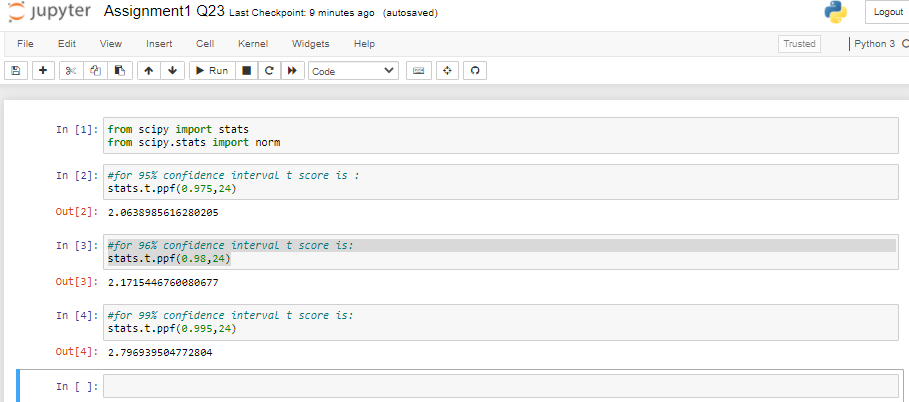 jupyter Assignment1 Q23 Last Checkpoint: 9 minutes ago (autosaved) Logout
File Edit View Insert Cell Kernel Widgets Help Trusted Python 3
Run Code
In [1]: from scipy import stats
from scipy.stats import norm
In [2]: #for 95% confidence interval t score is :
stats.t.ppf(0.975,24)
Out[2]: 2.0638985616280205
In [3]: #for 96% confidence interval t score is:
stats.t.ppf(0.98,24)
Out[3]: 2.1715446760080677
In [4]: #for 99% confidence interval t score is:
stats.t.ppf(0.995,24)
Out[4]: 2.796939504772804
In [ ]: